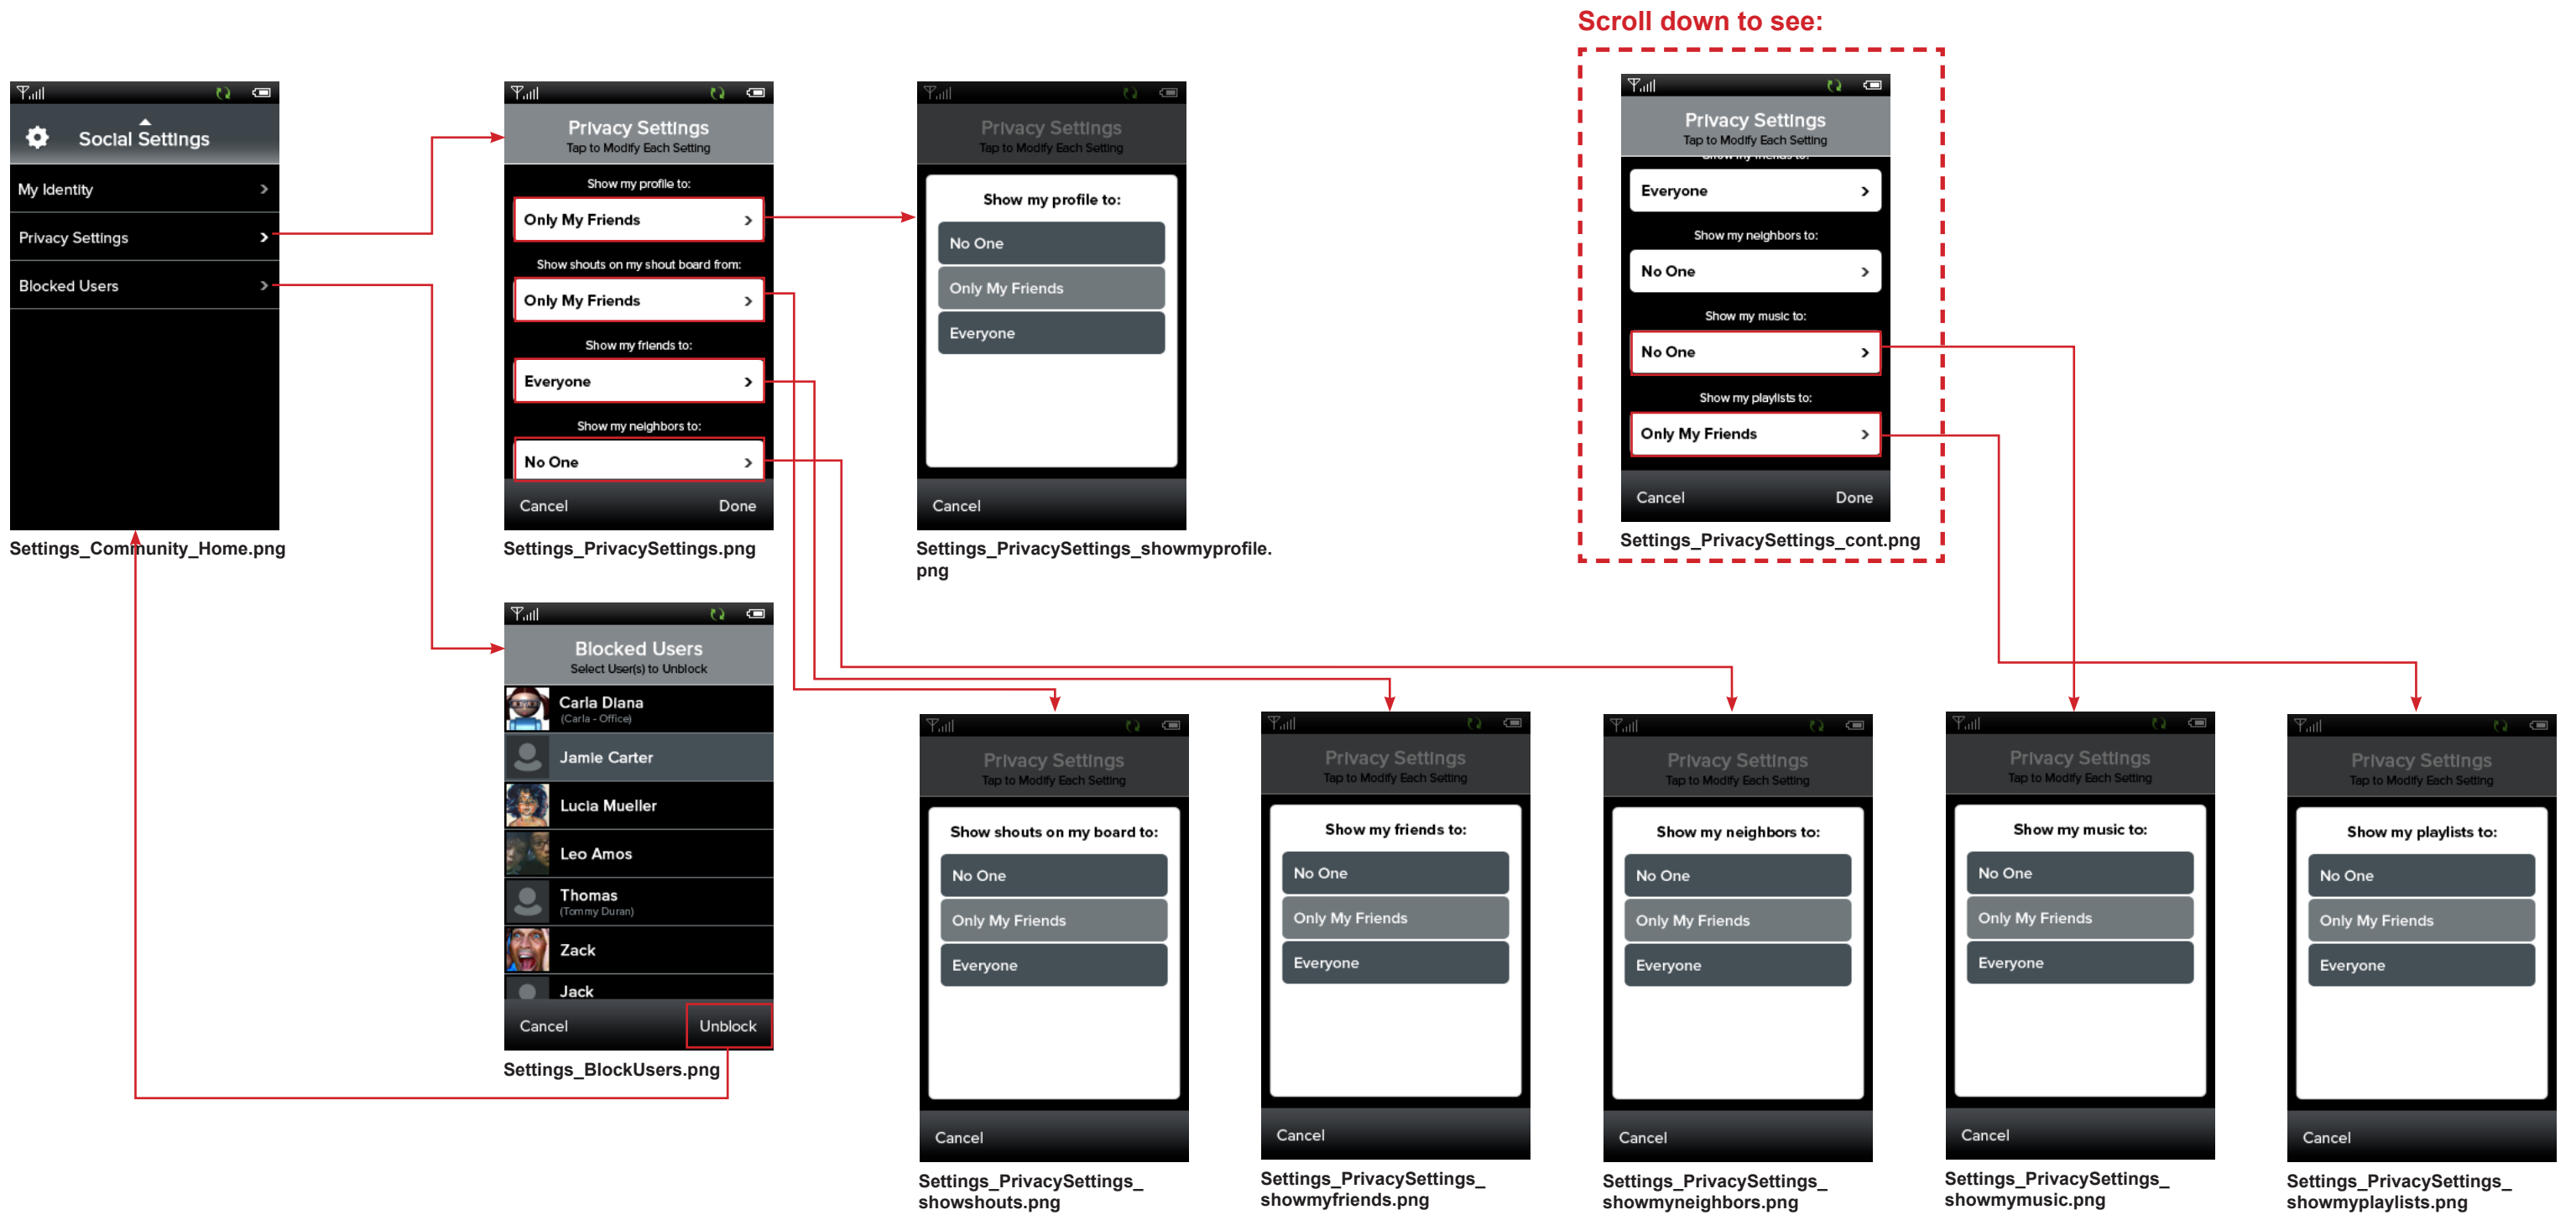 Scroll down to see:
Social Settings
My Identity
Privacy Settings
Blocked Users
Settings_Community_Home.png
Privacy Settings
Tap to Modify Each Setting
Show my profile to:
Only My Friends
Show shouts on my shout board from:
Only My Friends
Show my friends to:
Everyone
Show my neighbors to:
No One
Cancel
Done
Settings_PrivacySettings.png
Privacy Settings
Tap to Modify Each Setting
Show my profile to:
No One
Only My Friends
Everyone
Cancel
Settings_PrivacySettings_showmyprofile.
png
Privacy Settings
Tap to Modify Each Setting
Show my friends to:
Everyone
Show my neighbors to:
No One
Show my music to:
No One
Show my playlists to:
Only My Friends
Cancel
Done
Settings_PrivacySettings_cont.png
Blocked Users
Select User(s) to Unblock
Carla Diana
(Carla - Office)
Jamie Carter
Lucia Mueller
Leo Amos
Thomas
(Tommy Duran)
Zack
Jack
Cancel
Unblock
Settings_BlockUsers.png
Privacy Settings
Tap to Modify Each Setting
Show shouts on my board to:
No One
Only My Friends
Everyone
Cancel
Settings_PrivacySettings_
showshouts.png
Privacy Settings
Tap to Modify Each Setting
Show my friends to:
No One
Only My Friends
Everyone
Cancel
Settings_PrivacySettings_
showmyfriends.png
Privacy Settings
Tap to Modify Each Setting
Show my neighbors to:
No One
Only My Friends
Everyone
Cancel
Settings_PrivacySettings_
showmyneighbors.png
Privacy Settings
Tap to Modify Each Setting
Show my music to:
No One
Only My Friends
Everyone
Cancel
Settings_PrivacySettings_
showmymusic.png
Privacy Settings
Tap to Modify Each Setting
Show my playlists to:
No One
Only My Friends
Everyone
Cancel
Settings_PrivacySettings_
showmyplaylists.png